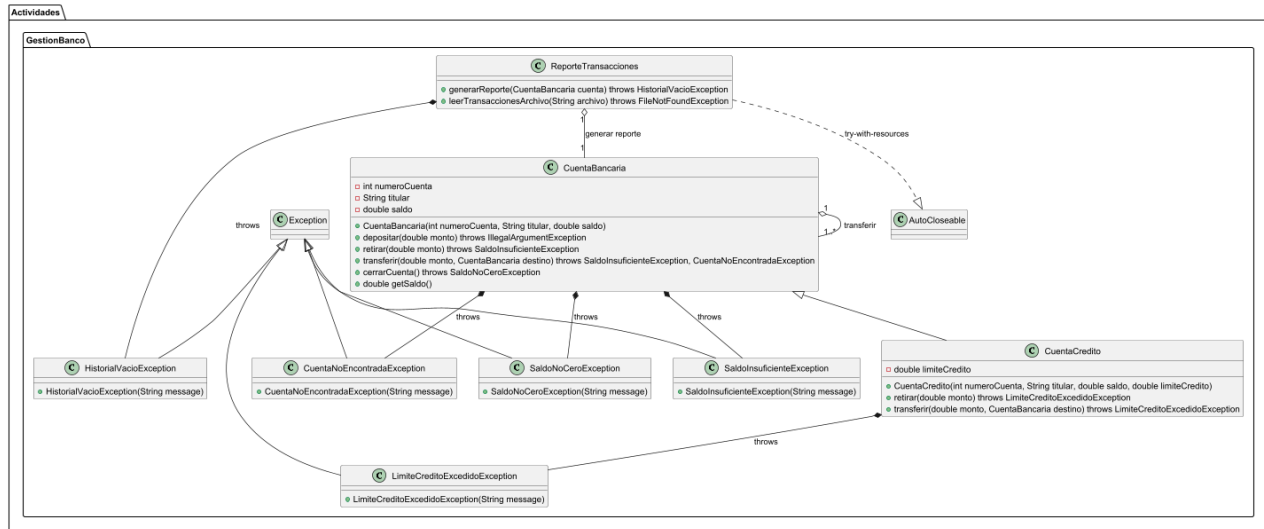 Actividades
GestionBanco
C ReporteTransacciones
generarReporte(CuentaBancaria cuenta) throws HistorialVacioException
leerTransaccionesArchivo(String archivo) throws FileNotFoundException
1
generar reporte
1
try-with-resources
C CuentaBancaria
int numeroCuenta
String titular
double saldo
CuentaBancaria(int numeroCuenta, String titular, double saldo)
depositar(double monto) throws IllegalArgumentException
retirar(double monto) throws SaldoInsuficienteException
transferir(double monto, CuentaBancaria destino) throws SaldoInsuficienteException, CuentaNoEncontradaException
cerrarCuenta() throws SaldoNoCeroException
double getSaldo()
1
transferir
1..*
throws
C Exception
C AutoCloseable
throws
throws
throws
C HistorialVacioException
HistorialVacioException(String message)
C CuentaNoEncontradaException
CuentaNoEncontradaException(String message)
C SaldoNoCeroException
SaldoNoCeroException(String message)
C SaldoInsuficienteException
SaldoInsuficienteException(String message)
C CuentaCredito
double limiteCredito
CuentaCredito(int numeroCuenta, String titular, double saldo, double limiteCredito)
retirar(double monto) throws LimiteCreditoExcedidoException
transferir(double monto, CuentaBancaria destino) throws LimiteCreditoExcedidoException
throws
C LimiteCreditoExcedidoException
LimiteCreditoExcedidoException(String message)